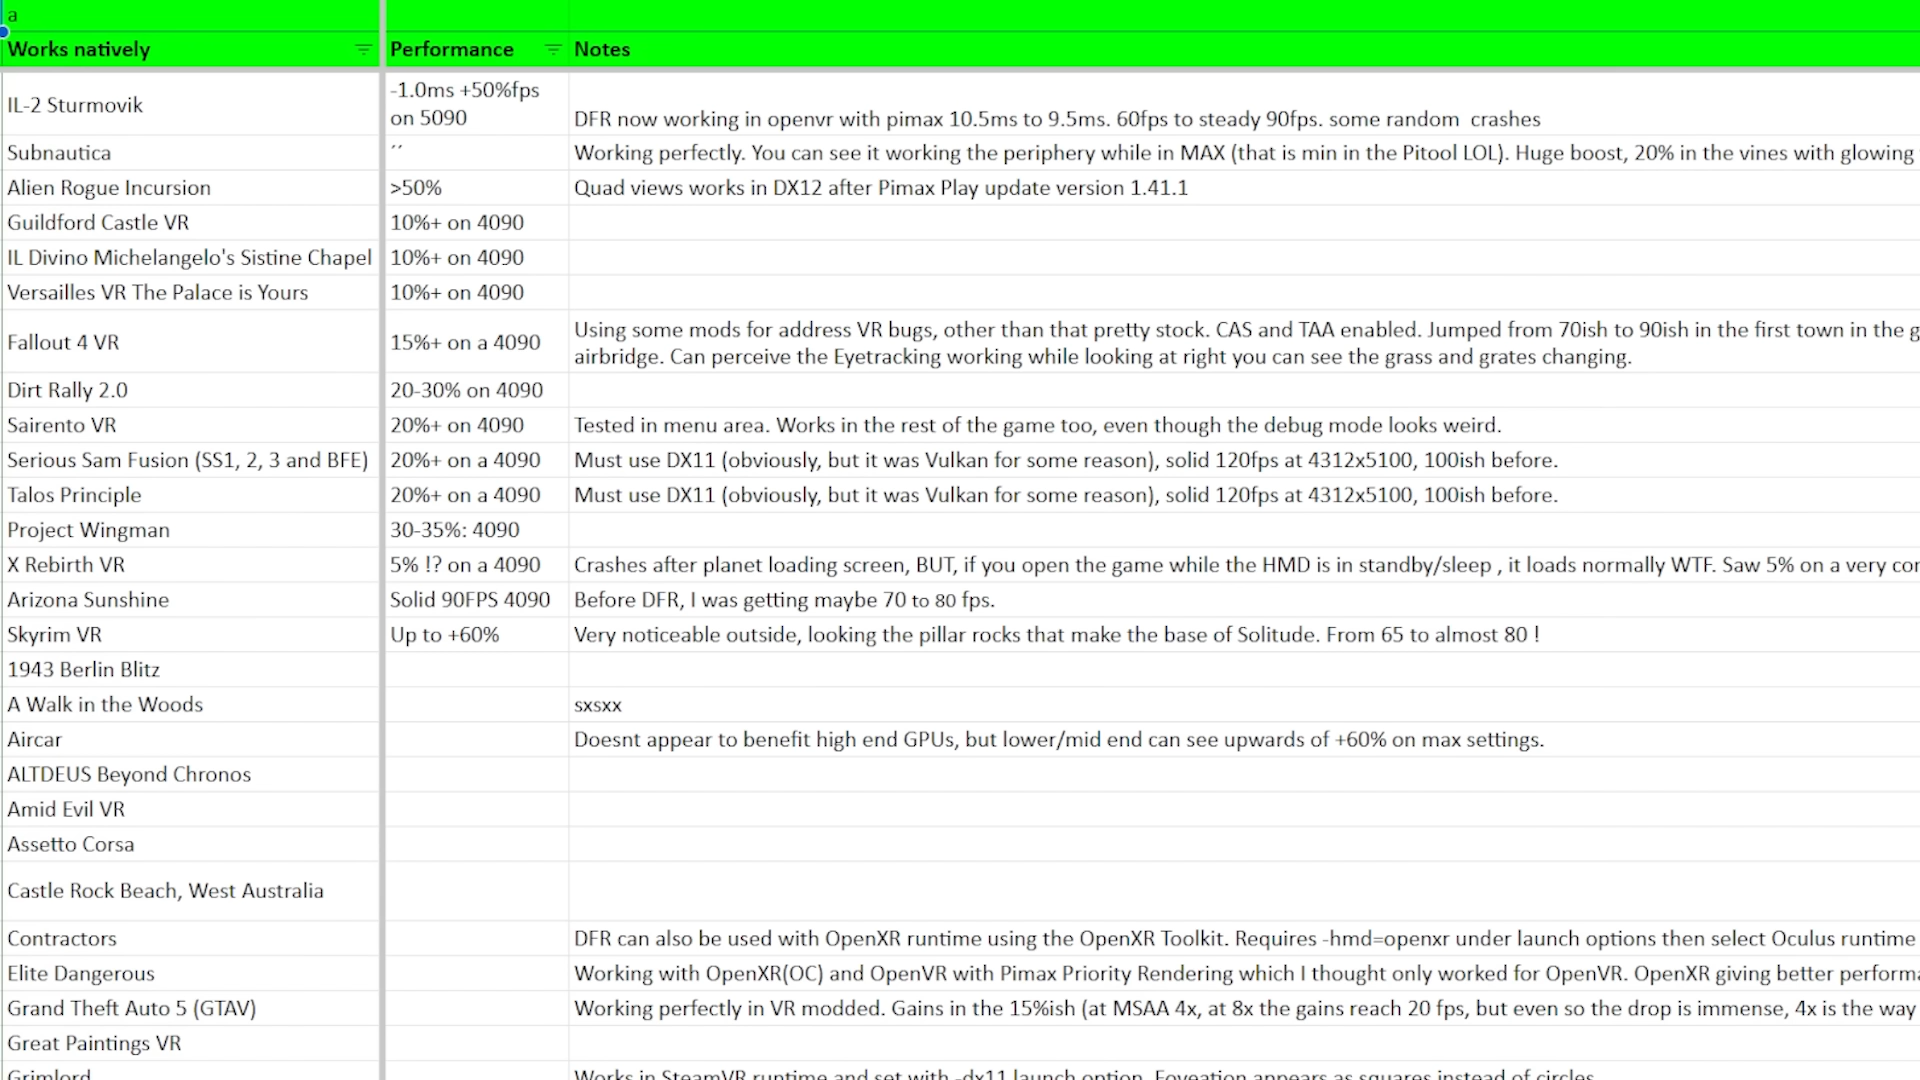 a
Works natively Performance Notes
IL-2 Sturmovik -1.0ms +50%fps on 5090 DFR now working in openvr with pimax 10.5ms to 9.5ms. 60fps to steady 90fps. some random  crashes
Subnautica ´´ Working perfectly. You can see it working the periphery while in MAX (that is min in the Pitool LOL). Huge boost, 20% in the vines with glowing
Alien Rogue Incursion >50% Quad views works in DX12 after Pimax Play update version 1.41.1
Guildford Castle VR 10%+ on 4090
IL Divino Michelangelo's Sistine Chapel 10%+ on 4090
Versailles VR The Palace is Yours 10%+ on 4090
Fallout 4 VR 15%+ on a 4090 Using some mods for address VR bugs, other than that pretty stock. CAS and TAA enabled. Jumped from 70ish to 90ish in the first town in the g
airbridge. Can perceive the Eyetracking working while looking at right you can see the grass and grates changing.
Dirt Rally 2.0 20-30% on 4090
Sairento VR 20%+ on 4090 Tested in menu area. Works in the rest of the game too, even though the debug mode looks weird.
Serious Sam Fusion (SS1, 2, 3 and BFE) 20%+ on a 4090 Must use DX11 (obviously, but it was Vulkan for some reason), solid 120fps at 4312x5100, 100ish before.
Talos Principle 20%+ on a 4090 Must use DX11 (obviously, but it was Vulkan for some reason), solid 120fps at 4312x5100, 100ish before.
Project Wingman 30-35%: 4090
X Rebirth VR 5% !? on a 4090 Crashes after planet loading screen, BUT, if you open the game while the HMD is in standby/sleep , it loads normally WTF. Saw 5% on a very cor
Arizona Sunshine Solid 90FPS 4090 Before DFR, I was getting maybe 70 to 80 fps.
Skyrim VR Up to +60% Very noticeable outside, looking the pillar rocks that make the base of Solitude. From 65 to almost 80 !
1943 Berlin Blitz
A Walk in the Woods sxsxx
Aircar Doesnt appear to benefit high end GPUs, but lower/mid end can see upwards of +60% on max settings.
ALTDEUS Beyond Chronos
Amid Evil VR
Assetto Corsa
Castle Rock Beach, West Australia
Contractors DFR can also be used with OpenXR runtime using the OpenXR Toolkit. Requires -hmd=openxr under launch options then select Oculus runtime
Elite Dangerous Working with OpenXR(OC) and OpenVR with Pimax Priority Rendering which I thought only worked for OpenVR. OpenXR giving better performa
Grand Theft Auto 5 (GTAV) Working perfectly in VR modded. Gains in the 15%ish (at MSAA 4x, at 8x the gains reach 20 fps, but even so the drop is immense, 4x is the way
Great Paintings VR
Grimlord Works in SteamVR runtime and set with -dx11 launch option. Foveation appears as squares instead of circles